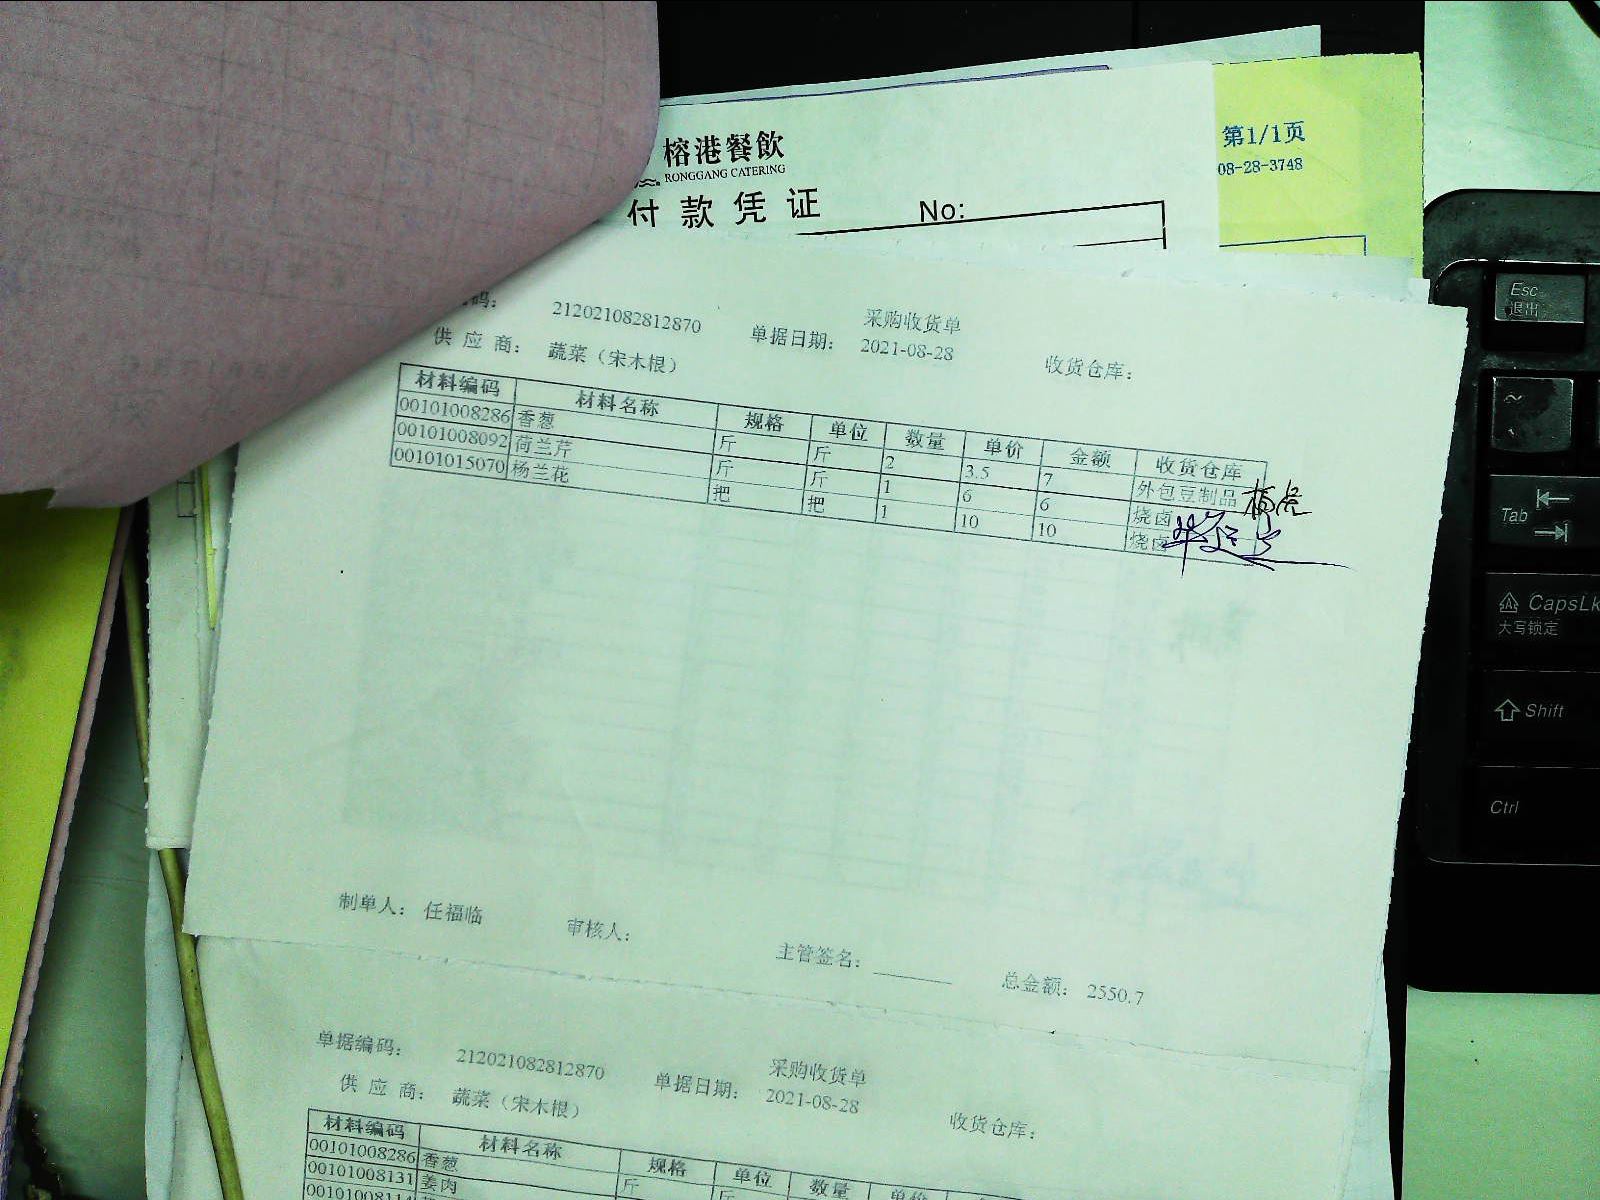 榕港餐飲
RONGGANG CATERING
付款凭证 No:
第1/1页
08-28-3748
采购收货单
码: 212021082812870 单据日期: 2021-08-28 收货仓库:
供应商: 蔬菜（宋木根）
材料编码 材料名称 规格 单位 数量 单价 金额 收货仓库
00101008286 香葱 斤 斤 2 3.5 7 外包豆制品
00101008092 荷兰芹 斤 斤 1 6 6 烧卤
00101015070 杨兰花 把 把 1 10 10 烧卤
制单人: 任福临 审核人: 主管签名: 总金额: 2550.7
采购收货单
单据编码: 212021082812870 单据日期: 2021-08-28 收货仓库:
供应商: 蔬菜（宋木根）
材料编码 材料名称 规格 单位 数量 单价
00101008286 香葱 斤 斤
00101008131 姜肉
Esc
退出
~
Tab
CapsLk
大写锁定
Shift
Ctrl